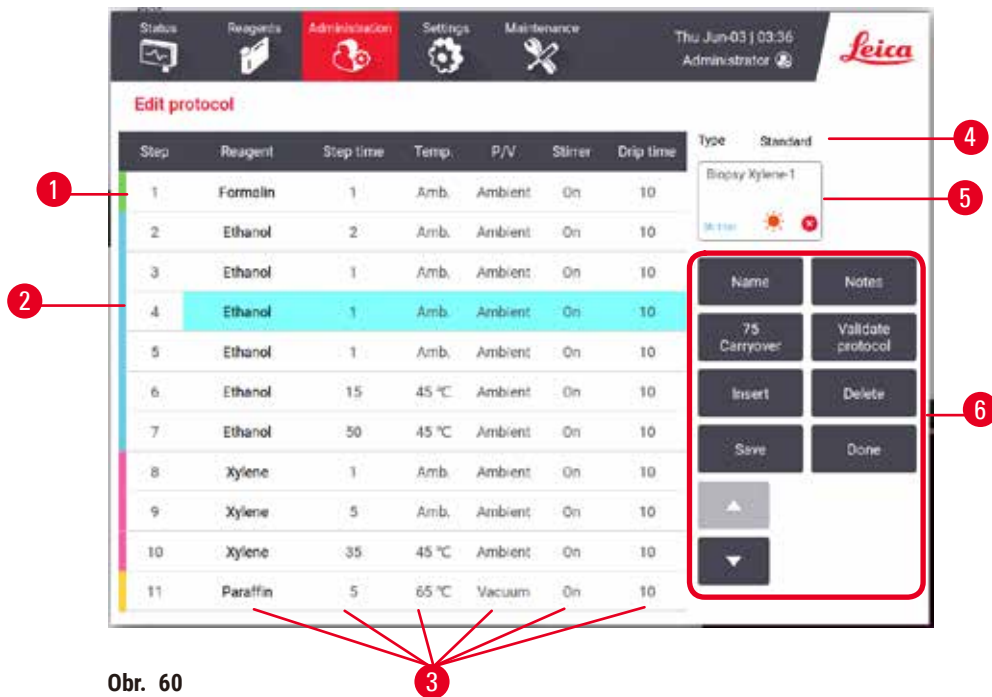 Status Reagents Administration Settings Maintenance
Thu Jun-03 | 03:36
Administrator
Leica
Edit protocol
Step Reagent Step time Temp. P/V Stirrer Drip time
1 Formalin 1 Amb. Ambient On 10
2 Ethanol 2 Amb. Ambient On 10
3 Ethanol 1 Amb. Ambient On 10
4 Ethanol 1 Amb. Ambient On 10
5 Ethanol 1 Amb. Ambient On 10
6 Ethanol 15 45 °C Ambient On 10
7 Ethanol 50 45 °C Ambient On 10
8 Xylene 1 Amb. Ambient On 10
9 Xylene 5 Amb. Ambient On 10
10 Xylene 35 45 °C Ambient On 10
11 Paraffin 5 65 °C Vacuum On 10
Type Standard
Biopsy Xylene-1
Name Notes
75
Carryover
Validate
protocol
Insert Delete
Save Done
1
2
3
4
5
6
Obr. 60